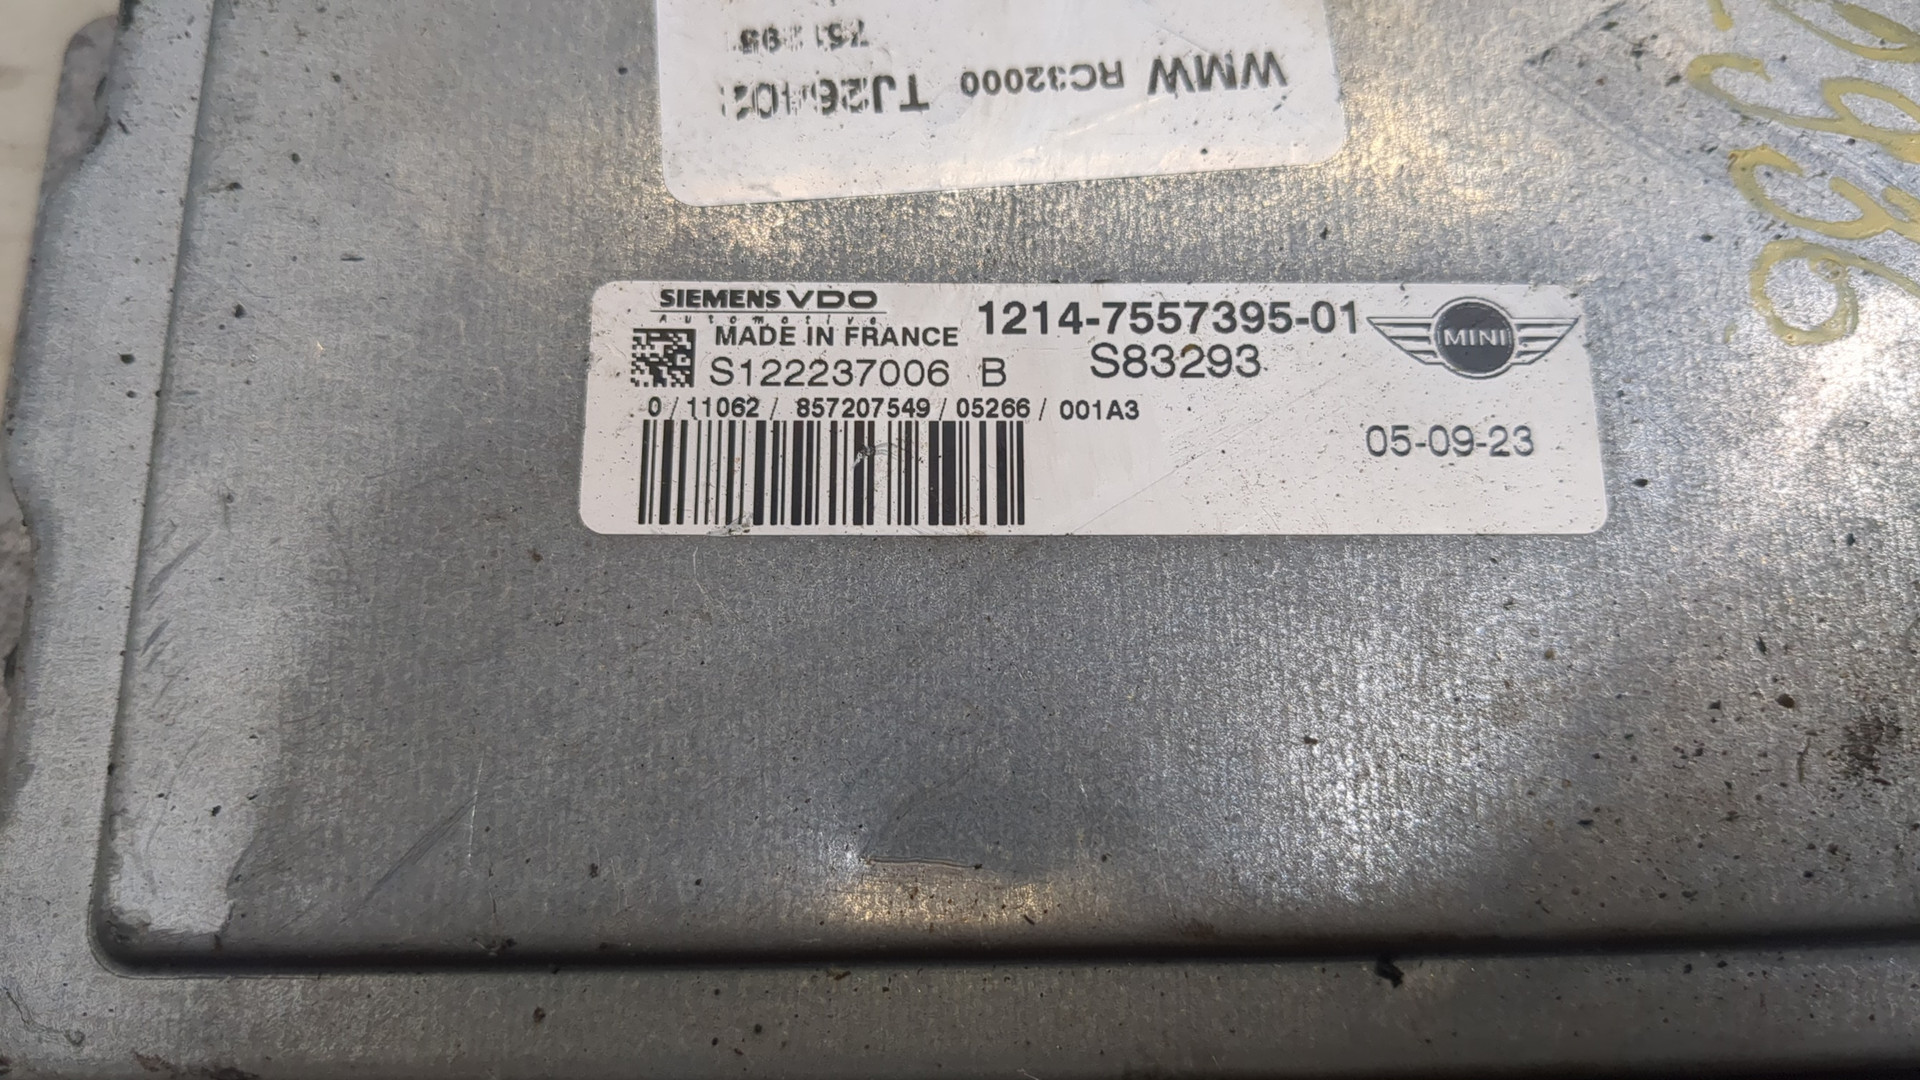 WMW RC32000
SIEMENS VDO
Automotive
MADE IN FRANCE
1214-7557395-01
MINI
S122237006 B
S83293
0/11062/ 857207549/05266/ 001A3
05-09-23